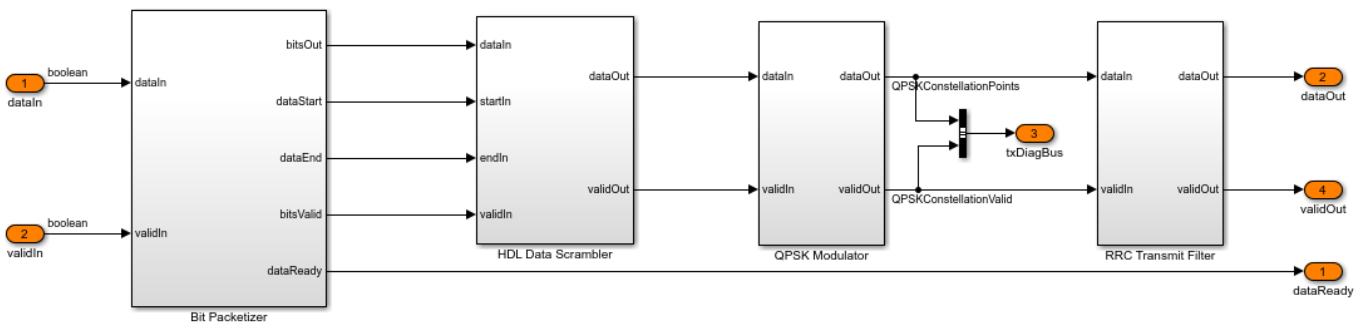 1
dataIn
boolean
2
validIn
boolean
dataIn
validIn
bitsOut
dataStart
dataEnd
bitsValid
dataReady
Bit Packetizer
dataIn
startIn
endIn
validIn
dataOut
validOut
HDL Data Scrambler
dataIn
validIn
dataOut
validOut
QPSK Modulator
QPSKConstellationPoints
QPSKConstellationValid
3
txDiagBus
dataIn
validIn
dataOut
validOut
RRC Transmit Filter
2
dataOut
4
validOut
1
dataReady